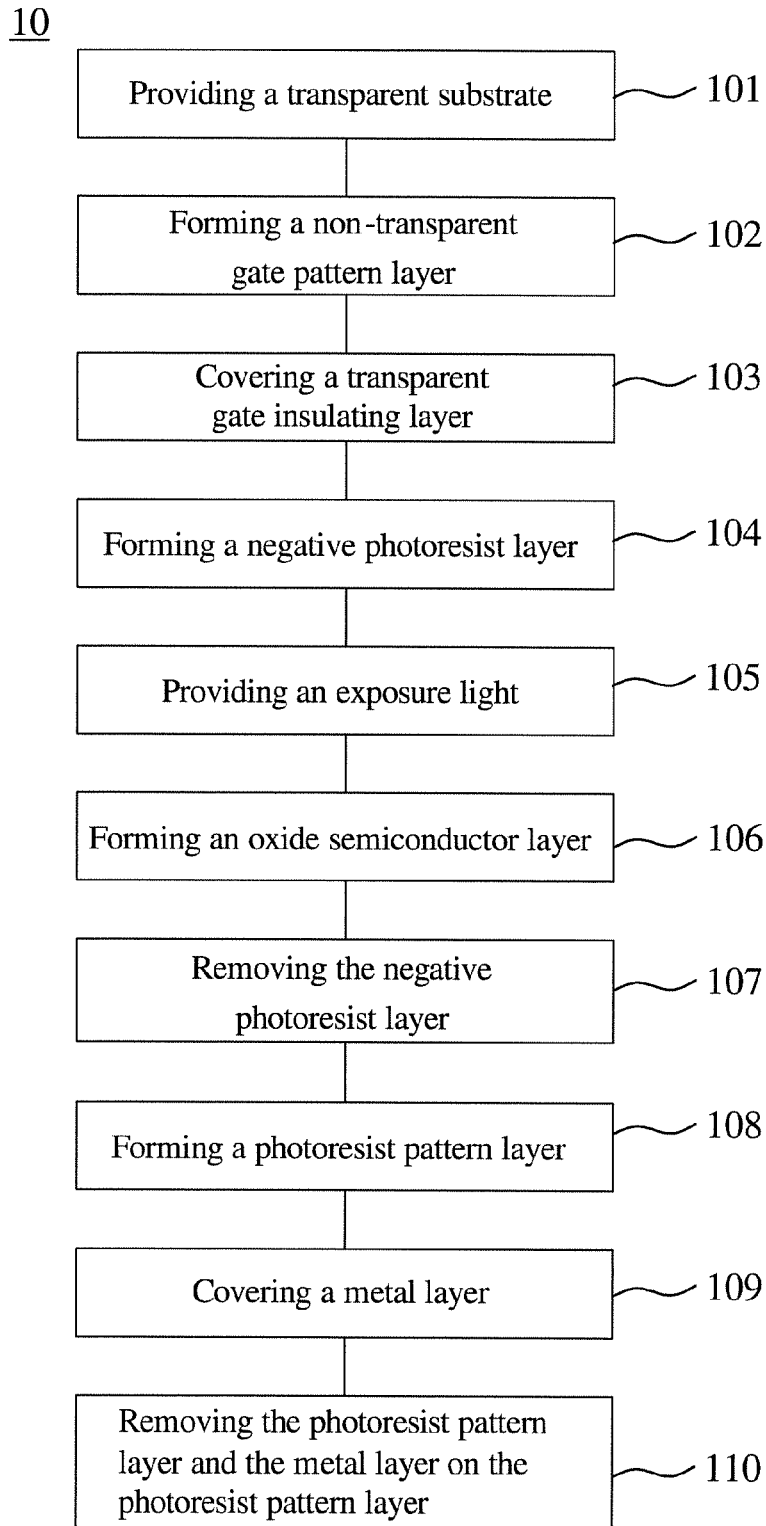 10
Providing a transparent substrate
101
Forming a non-transparent
gate pattern layer
102
Covering a transparent
gate insulating layer
103
Forming a negative photoresist layer
104
Providing an exposure light
105
Forming an oxide semiconductor layer
106
Removing the negative
photoresist layer
107
Forming a photoresist pattern layer
108
Covering a metal layer
109
Removing the photoresist pattern
layer and the metal layer on the
photoresist pattern layer
110